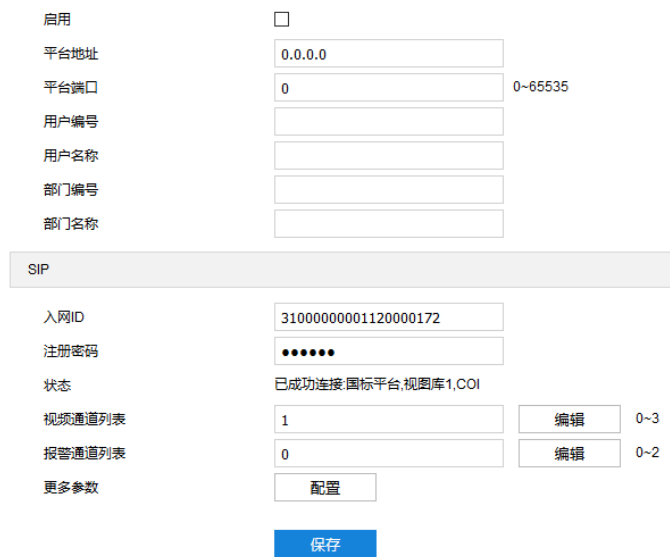 启用
平台地址 0.0.0.0
平台端口 0 0~65535
用户编号
用户名称
部门编号
部门名称
SIP
入网ID 31000000001120000172
注册密码 ●●●●●●
状态 已成功连接:国标平台,视图库1,COI
视频通道列表 1 编辑 0~3
报警通道列表 0 编辑 0~2
更多参数 配置
保存